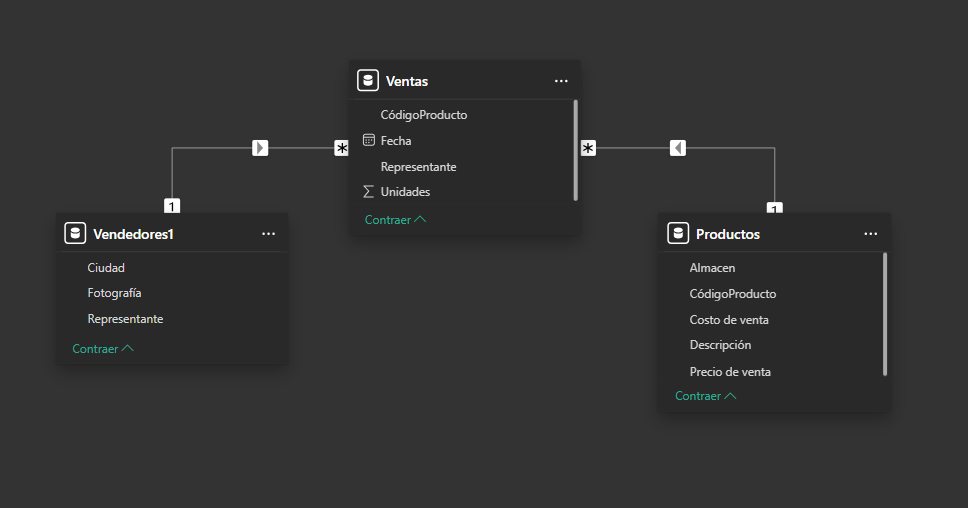 Ventas
CódigoProducto
Fecha
Representante
Unidades
Contraer
*
*
1
1
Vendedores1
Ciudad
Fotografía
Representante
Contraer
Productos
Almacen
CódigoProducto
Costo de venta
Descripción
Precio de venta
Contraer